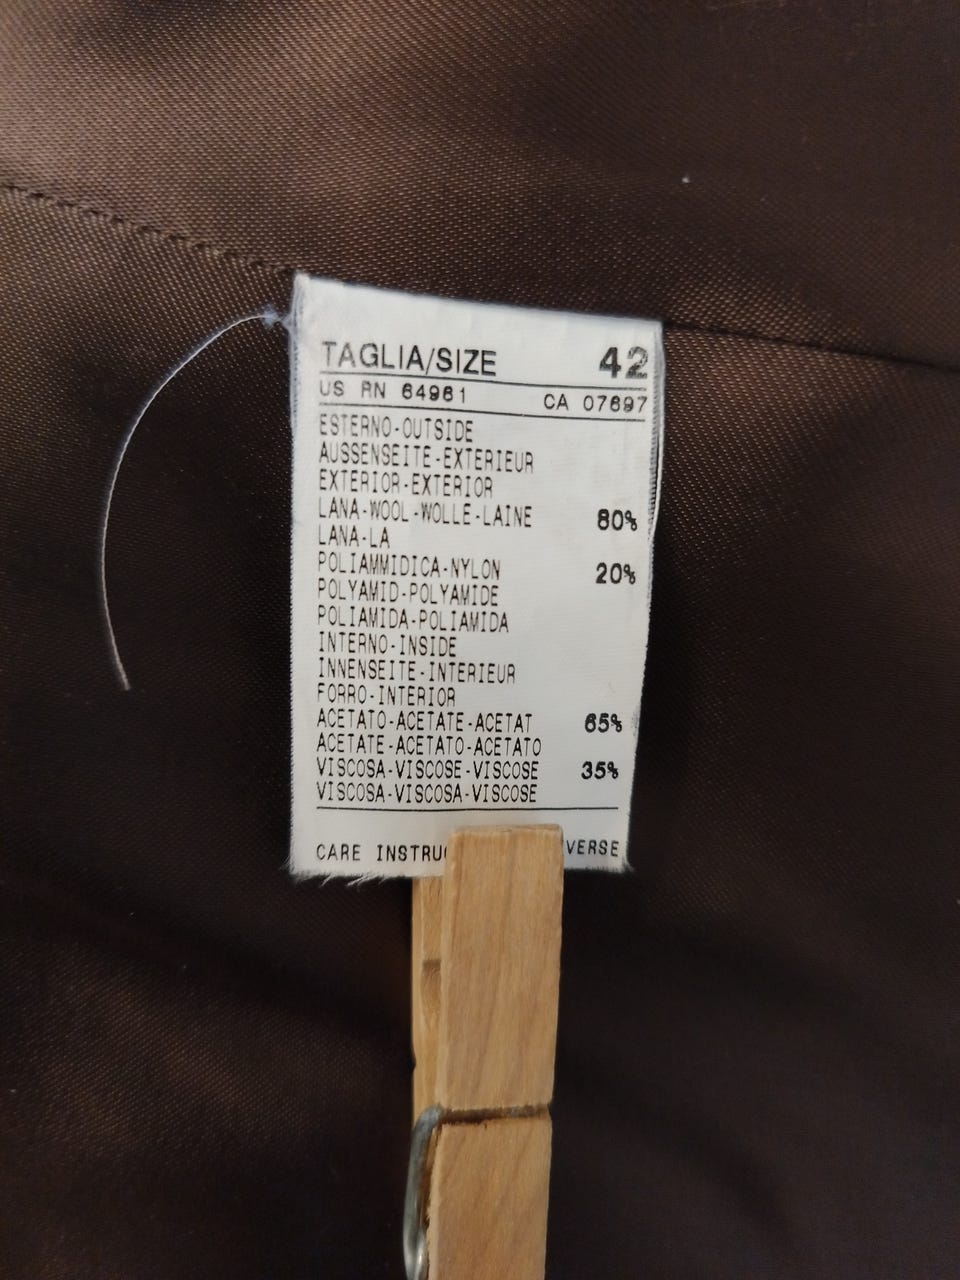 TAGLIA/SIZE 42
US RN 64961 CA 07697
ESTERNO-OUTSIDE
AUSSENSEITE-EXTERIEUR
EXTERIOR-EXTERIOR
LANA-WOOL-WOLLE-LAINE 80%
LANA-LA
POLIAMMIDICA-NYLON 20%
POLYAMID-POLYAMIDE
POLIAMIDA-POLIAMIDA
INTERNO-INSIDE
INNENSEITE-INTERIEUR
FORRO-INTERIOR
ACETATO-ACETATE-ACETAT 65%
ACETATE-ACETATO-ACETATO
VISCOSA-VISCOSE-VISCOSE 35%
VISCOSA-VISCOSA-VISCOSE
CARE INSTRUC VERSE